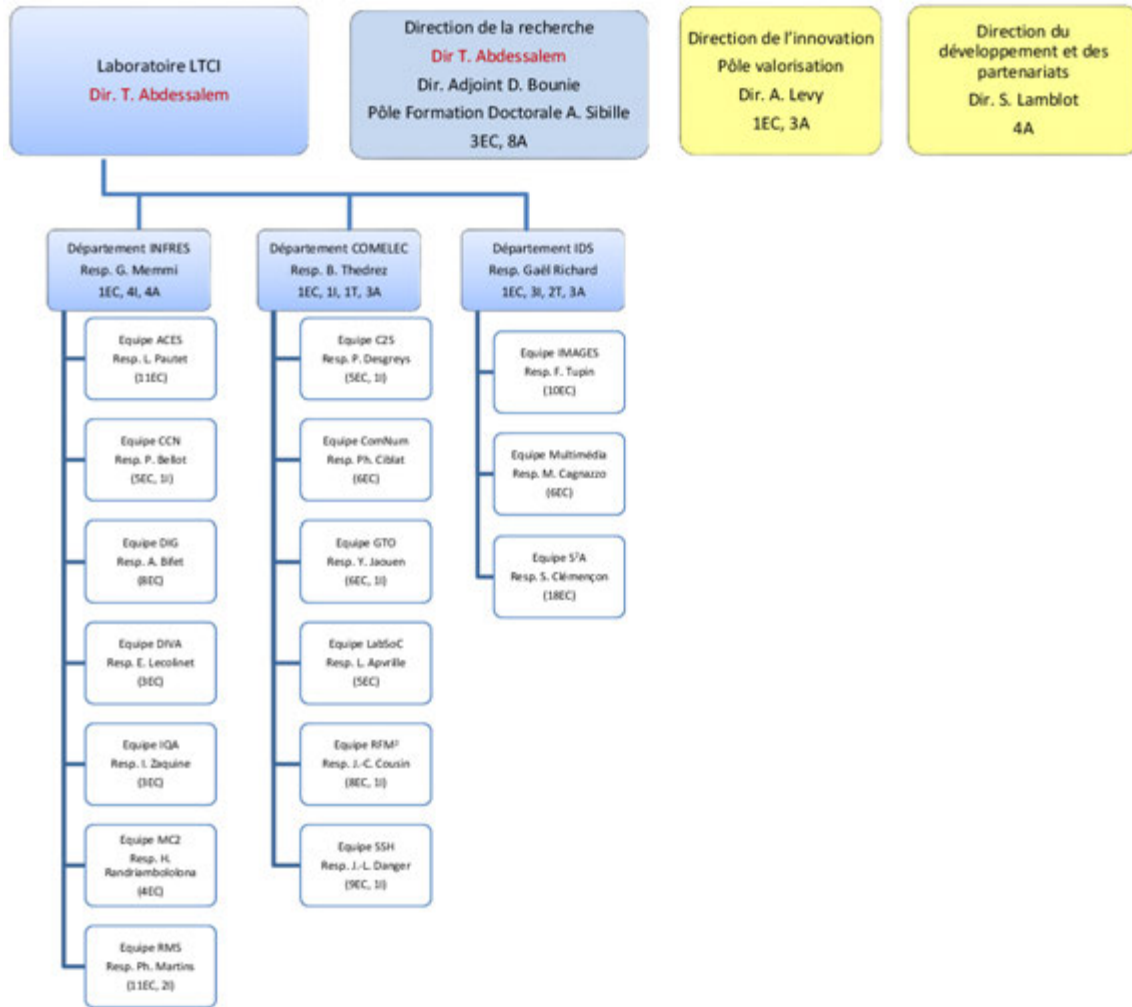 Laboratoire LTCI
Dir. T. Abdessalem
Direction de la recherche
Dir T. Abdessalem
Dir. Adjoint D. Bounie
Pôle Formation Doctorale A. Sibille
3EC, 8A
Direction de l'innovation
Pôle valorisation
Dir. A. Levy
1EC, 3A
Direction du
développement et des
partenariats
Dir. S. Lamblot
4A
Département INFRES
Resp. G. Memmi
1EC, 4I, 4A
Equipe ACES
Resp. L. Pautet
(11EC)
Equipe CCN
Resp. P. Bellot
(5EC, 1I)
Equipe DIG
Resp. A. Bifet
(8EC)
Equipe DIVA
Resp. E. Lecolinet
(3EC)
Equipe IQA
Resp. I. Zaquine
(3EC)
Equipe MC2
Resp. H.
Randriambololona
(4EC)
Equipe RMS
Resp. Ph. Martins
(11EC, 2I)
Département COMELEC
Resp. B. Thedrez
1EC, 1I, 1T, 3A
Equipe C2S
Resp. P. Desgreys
(5EC, 1I)
Equipe ComNum
Resp. Ph. Ciblat
(6EC)
Equipe GTO
Resp. Y. Jaouen
(6EC, 1I)
Equipe LabSoC
Resp. L. Apvrille
(5EC)
Equipe RFM²
Resp. J.-C. Cousin
(8EC, 1I)
Equipe SSH
Resp. J.-L. Danger
(9EC, 1I)
Département IDS
Resp. Gaël Richard
1EC, 3I, 2T, 3A
Equipe IMAGES
Resp. F. Tupin
(10EC)
Equipe Multimédia
Resp. M. Cagnazzo
(6EC)
Equipe S²A
Resp. S. Clémençon
(18EC)